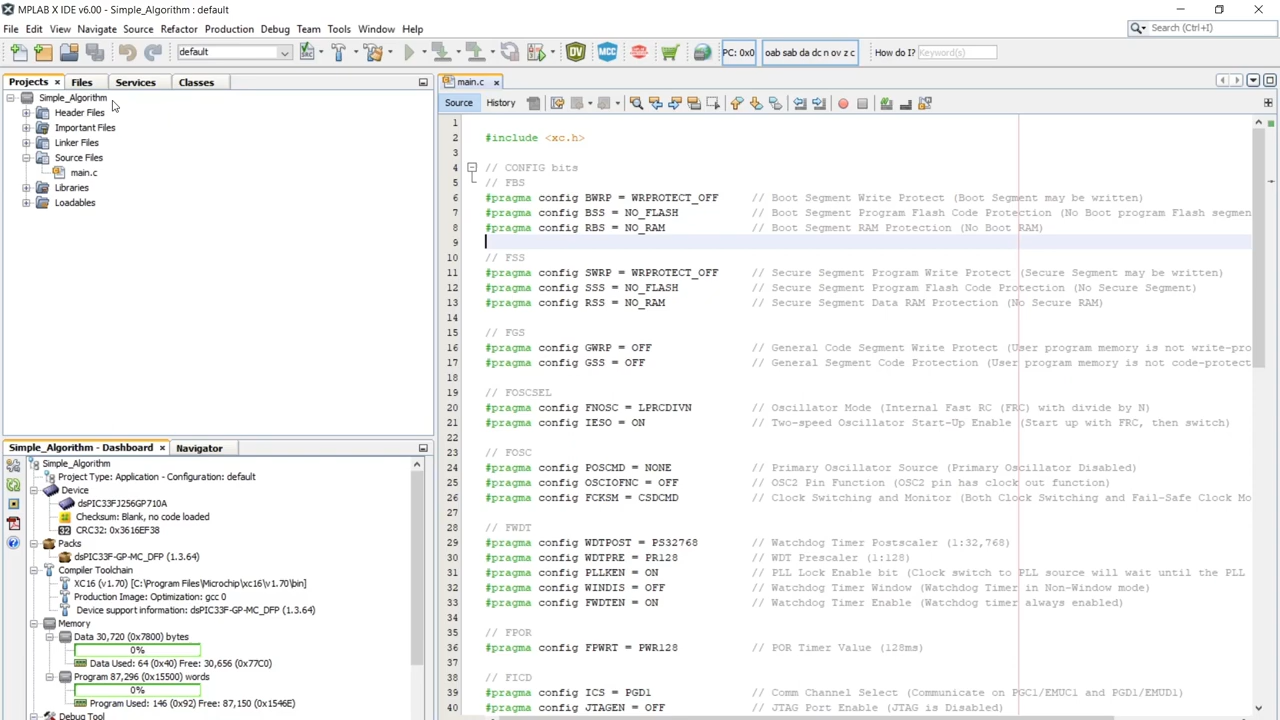 MPLAB X IDE v6.00 - Simple_Algorithm : default
File Edit View Navigate Source Refactor Production Debug Team Tools Window Help
Search (Ctrl+I)
default
DV
MCC
PC: 0x0
oab sab da dc n ov z c
How do I?
Keyword(s)
Projects
Files
Services
Classes
Simple_Algorithm
Header Files
Important Files
Linker Files
Source Files
main.c
Libraries
Loadables
Simple_Algorithm - Dashboard
Navigator
Simple_Algorithm
Project Type: Application - Configuration: default
Device
dsPIC33FJ256GP710A
Checksum: Blank, no code loaded
32 CRC32: 0x3616EF38
Packs
dsPIC33F-GP-MC_DFP (1.3.64)
Compiler Toolchain
XC16 (v1.70) [C:\Program Files\Microchip\xc16\v1.70\bin]
Production Image: Optimization: gcc 0
Device support information: dsPIC33F-GP-MC_DFP (1.3.64)
Memory
Data 30,720 (0x7800) bytes
0%
Data Used: 64 (0x40) Free: 30,656 (0x77C0)
Program 87,296 (0x15500) words
0%
Program Used: 146 (0x92) Free: 87,150 (0x1546E)
Debug Tool
main.c
Source
History
1
2 #include <xc.h>
3
4 // CONFIG bits
5 // FBS
6 #pragma config BWRP = WRPROTECT_OFF // Boot Segment Write Protect (Boot Segment may be written)
7 #pragma config BSS = NO_FLASH // Boot Segment Program Flash Code Protection (No Boot program Flash segmen
8 #pragma config RBS = NO_RAM // Boot Segment RAM Protection (No Boot RAM)
9
10 // FSS
11 #pragma config SWRP = WRPROTECT_OFF // Secure Segment Program Write Protect (Secure Segment may be written)
12 #pragma config SSS = NO_FLASH // Secure Segment Program Flash Code Protection (No Secure Segment)
13 #pragma config RSS = NO_RAM // Secure Segment Data RAM Protection (No Secure RAM)
14
15 // FGS
16 #pragma config GWRP = OFF // General Code Segment Write Protect (User program memory is not write-pro
17 #pragma config GSS = OFF // General Segment Code Protection (User program memory is not code-protect
18
19 // FOSCSEL
20 #pragma config FNOSC = LPRCDIVN // Oscillator Mode (Internal Fast RC (FRC) with divide by N)
21 #pragma config IESO = ON // Two-speed Oscillator Start-Up Enable (Start up with FRC, then switch)
22
23 // FOSC
24 #pragma config POSCMD = NONE // Primary Oscillator Source (Primary Oscillator Disabled)
25 #pragma config OSCIOFNC = OFF // OSC2 Pin Function (OSC2 pin has clock out function)
26 #pragma config FCKSM = CSDCMD // Clock Switching and Monitor (Both Clock Switching and Fail-Safe Clock Mo
27
28 // FWDT
29 #pragma config WDTPOST = PS32768 // Watchdog Timer Postscaler (1:32,768)
30 #pragma config WDTPRE = PR128 // WDT Prescaler (1:128)
31 #pragma config PLLKEN = ON // PLL Lock Enable bit (Clock switch to PLL source will wait until the PLL
32 #pragma config WINDIS = OFF // Watchdog Timer Window (Watchdog Timer in Non-Window mode)
33 #pragma config FWDTEN = ON // Watchdog Timer Enable (Watchdog timer always enabled)
34
35 // FPOR
36 #pragma config FPWRT = PWR128 // POR Timer Value (128ms)
37
38 // FICD
39 #pragma config ICS = PGD1 // Comm Channel Select (Communicate on PGC1/EMUC1 and PGD1/EMUD1)
40 #pragma config JTAGEN = OFF // JTAG Port Enable (JTAG is Disabled)